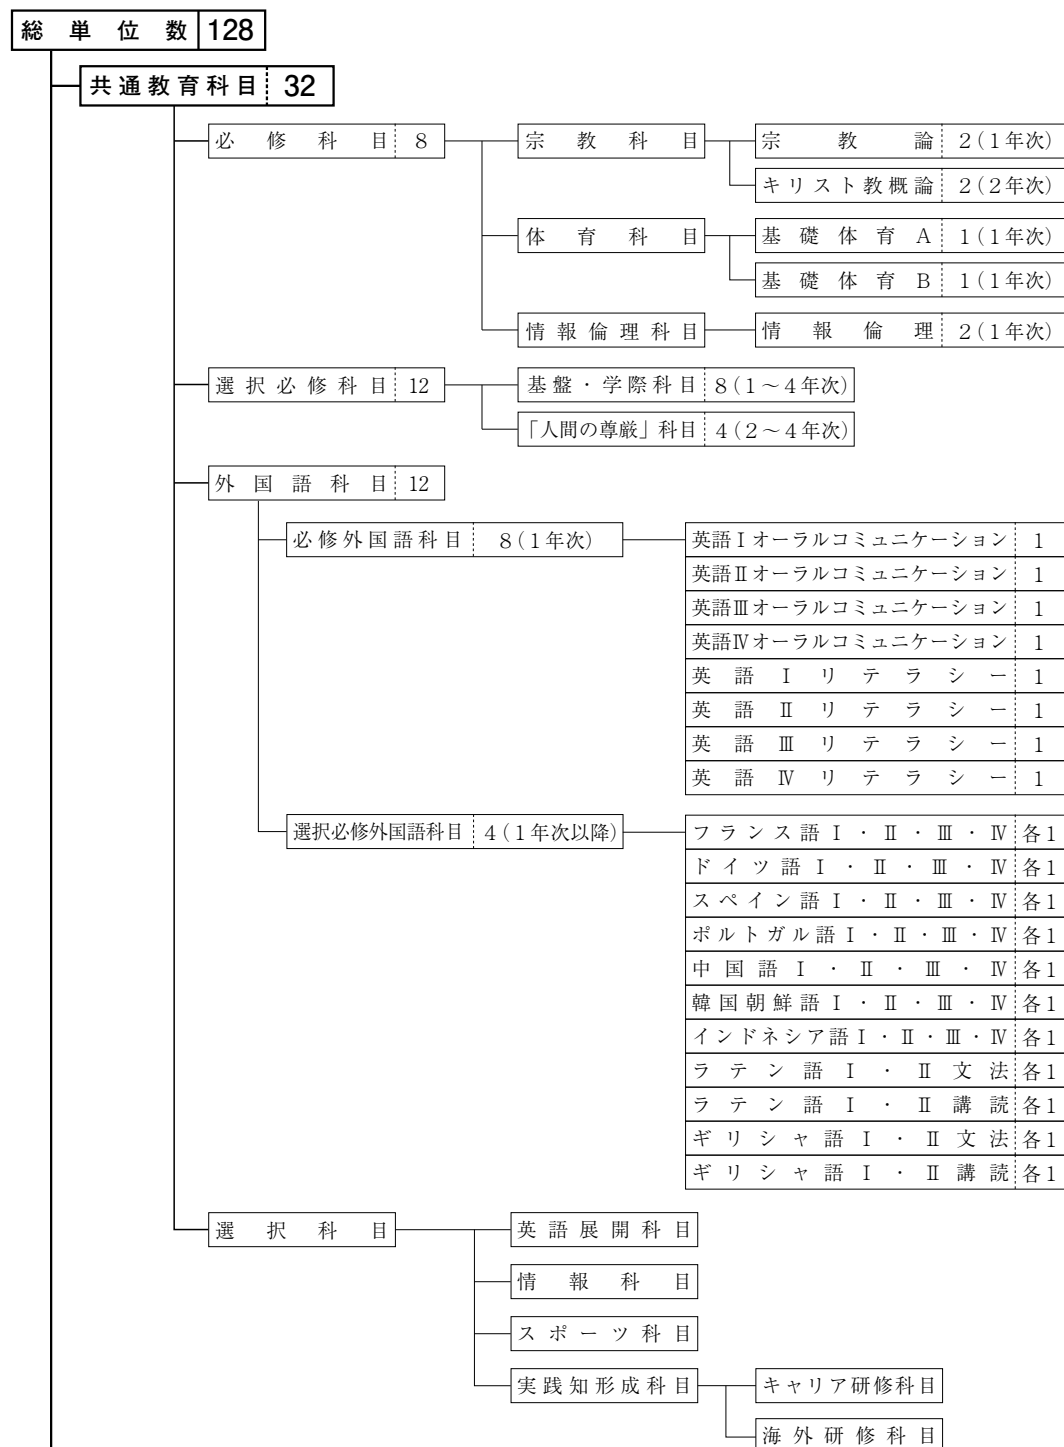 総単位数 128
共通教育科目 32
必修科目 8 宗教科目 宗教論 2(1年次)
キリスト教概論 2(2年次)
体育科目 基礎体育A 1(1年次)
基礎体育B 1(1年次)
情報倫理科目 情報倫理 2(1年次)
選択必修科目 12 基盤・学際科目 8(1～4年次)
「人間の尊厳」科目 4(2～4年次)
外国語科目 12
必修外国語科目 8(1年次) 英語Ⅰオーラルコミュニケーション 1
英語Ⅱオーラルコミュニケーション 1
英語Ⅲオーラルコミュニケーション 1
英語Ⅳオーラルコミュニケーション 1
英語Ⅰリテラシー 1
英語Ⅱリテラシー 1
英語Ⅲリテラシー 1
英語Ⅳリテラシー 1
選択必修外国語科目 4(1年次以降) フランス語Ⅰ・Ⅱ・Ⅲ・Ⅳ 各1
ドイツ語Ⅰ・Ⅱ・Ⅲ・Ⅳ 各1
スペイン語Ⅰ・Ⅱ・Ⅲ・Ⅳ 各1
ポルトガル語Ⅰ・Ⅱ・Ⅲ・Ⅳ 各1
中国語Ⅰ・Ⅱ・Ⅲ・Ⅳ 各1
韓国朝鮮語Ⅰ・Ⅱ・Ⅲ・Ⅳ 各1
インドネシア語Ⅰ・Ⅱ・Ⅲ・Ⅳ 各1
ラテン語Ⅰ・Ⅱ文法 各1
ラテン語Ⅰ・Ⅱ講読 各1
ギリシャ語Ⅰ・Ⅱ文法 各1
ギリシャ語Ⅰ・Ⅱ講読 各1
選択科目 英語展開科目
情報科目
スポーツ科目
実践知形成科目 キャリア研修科目
海外研修科目